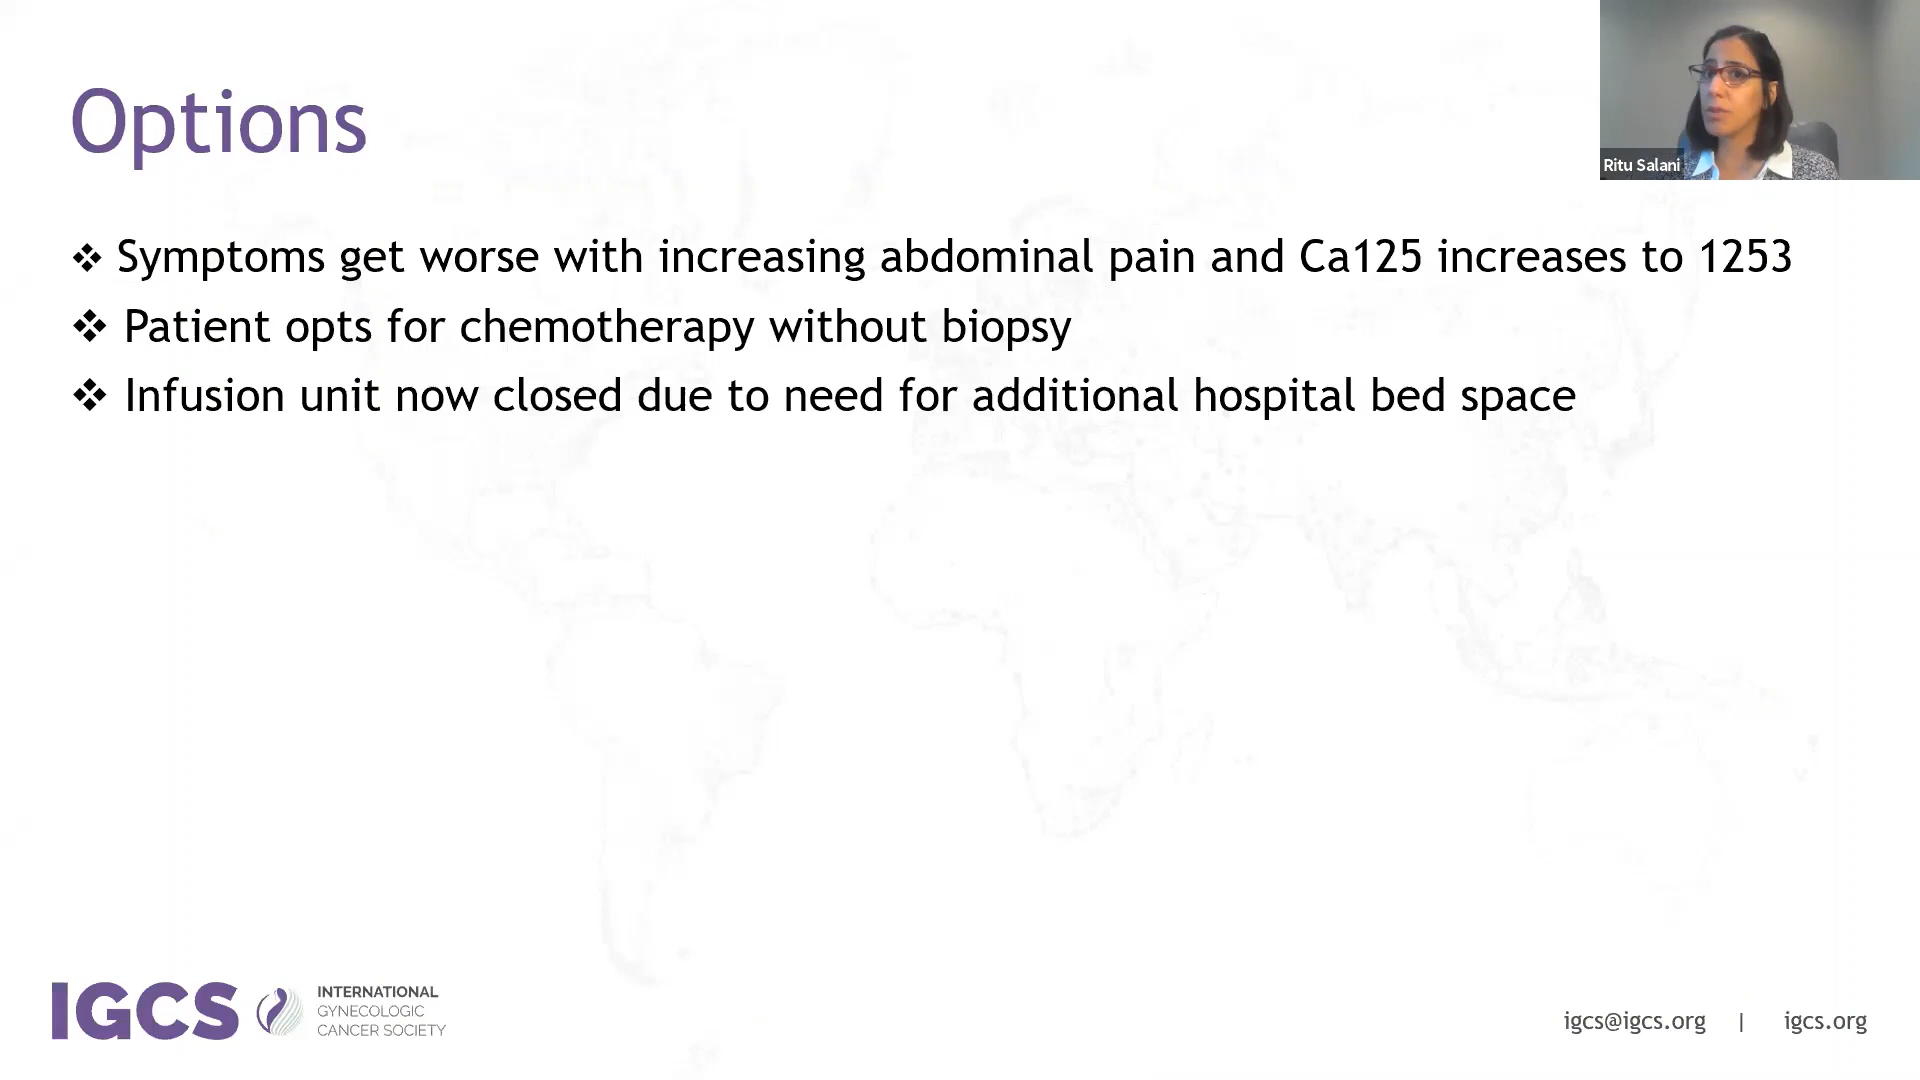 Options
Ritu Salani
❖ Symptoms get worse with increasing abdominal pain and Ca125 increases to 1253
❖ Patient opts for chemotherapy without biopsy
❖ Infusion unit now closed due to need for additional hospital bed space
IGCS
INTERNATIONAL
GYNECOLOGIC
CANCER SOCIETY
igcs@igcs.org | igcs.org